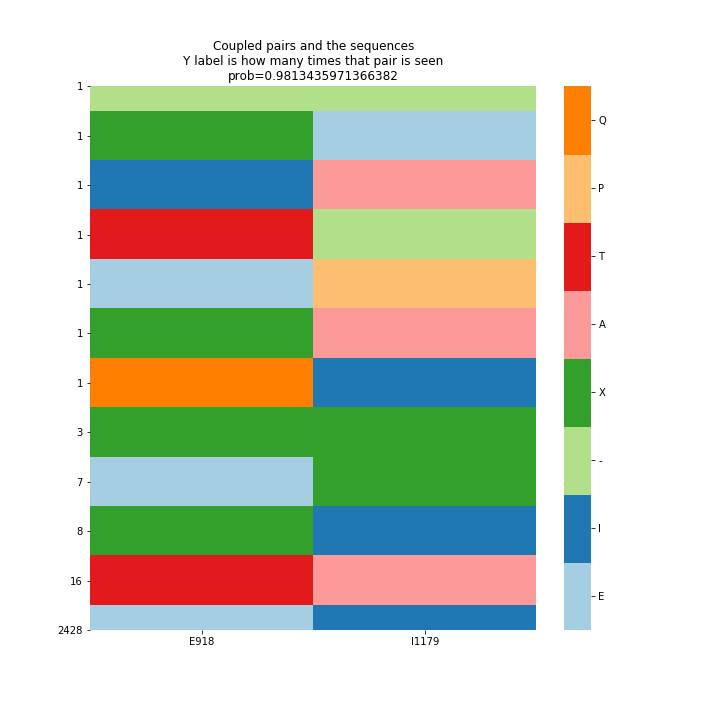 Coupled pairs and the sequences
Y label is how many times that pair is seen
prob=0.9813435971366382
1
1
1
1
1
1
1
3
7
8
16
2428
E918 I1179
Q
P
T
A
X
-
I
E